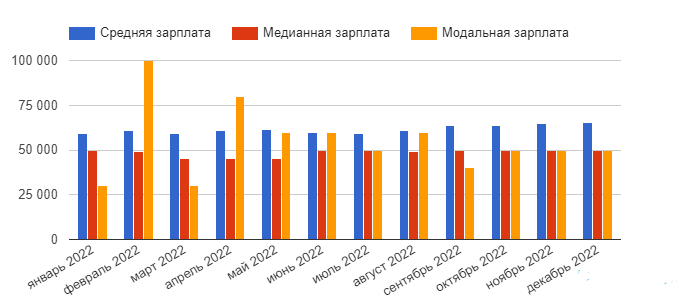 Средняя зарплата Медианная зарплата Модальная зарплата
100 000
75 000
50 000
25 000
0
январь 2022
февраль 2022
март 2022
апрель 2022
май 2022
июнь 2022
июль 2022
август 2022
сентябрь 2022
октябрь 2022
ноябрь 2022
декабрь 2022